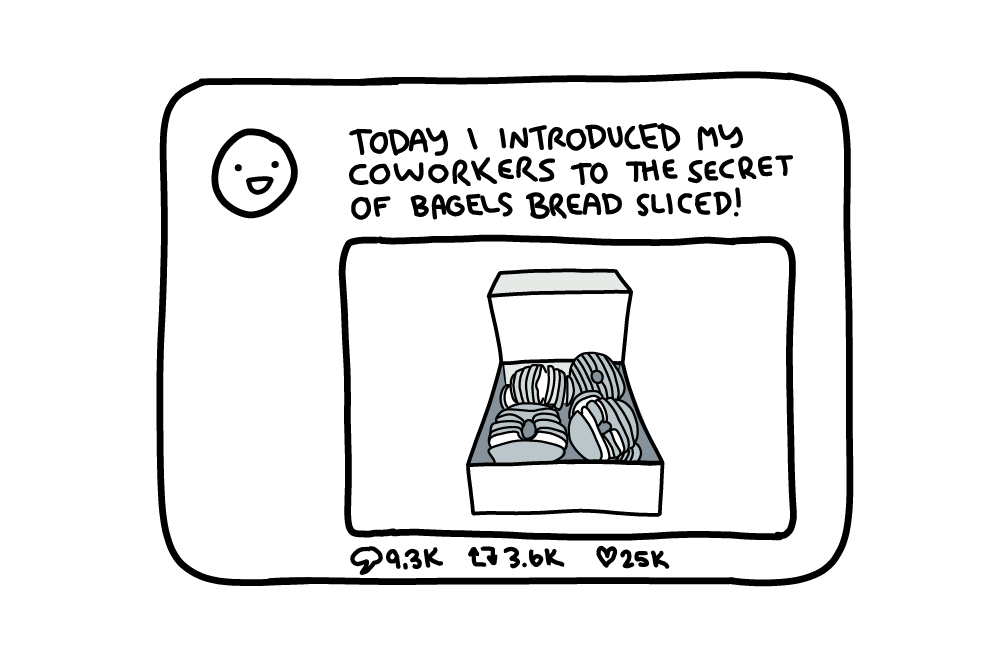 TODAY I INTRODUCED MY
COWORKERS TO THE SECRET
OF BAGELS BREAD SLICED!
9.3K 3.6K 25K